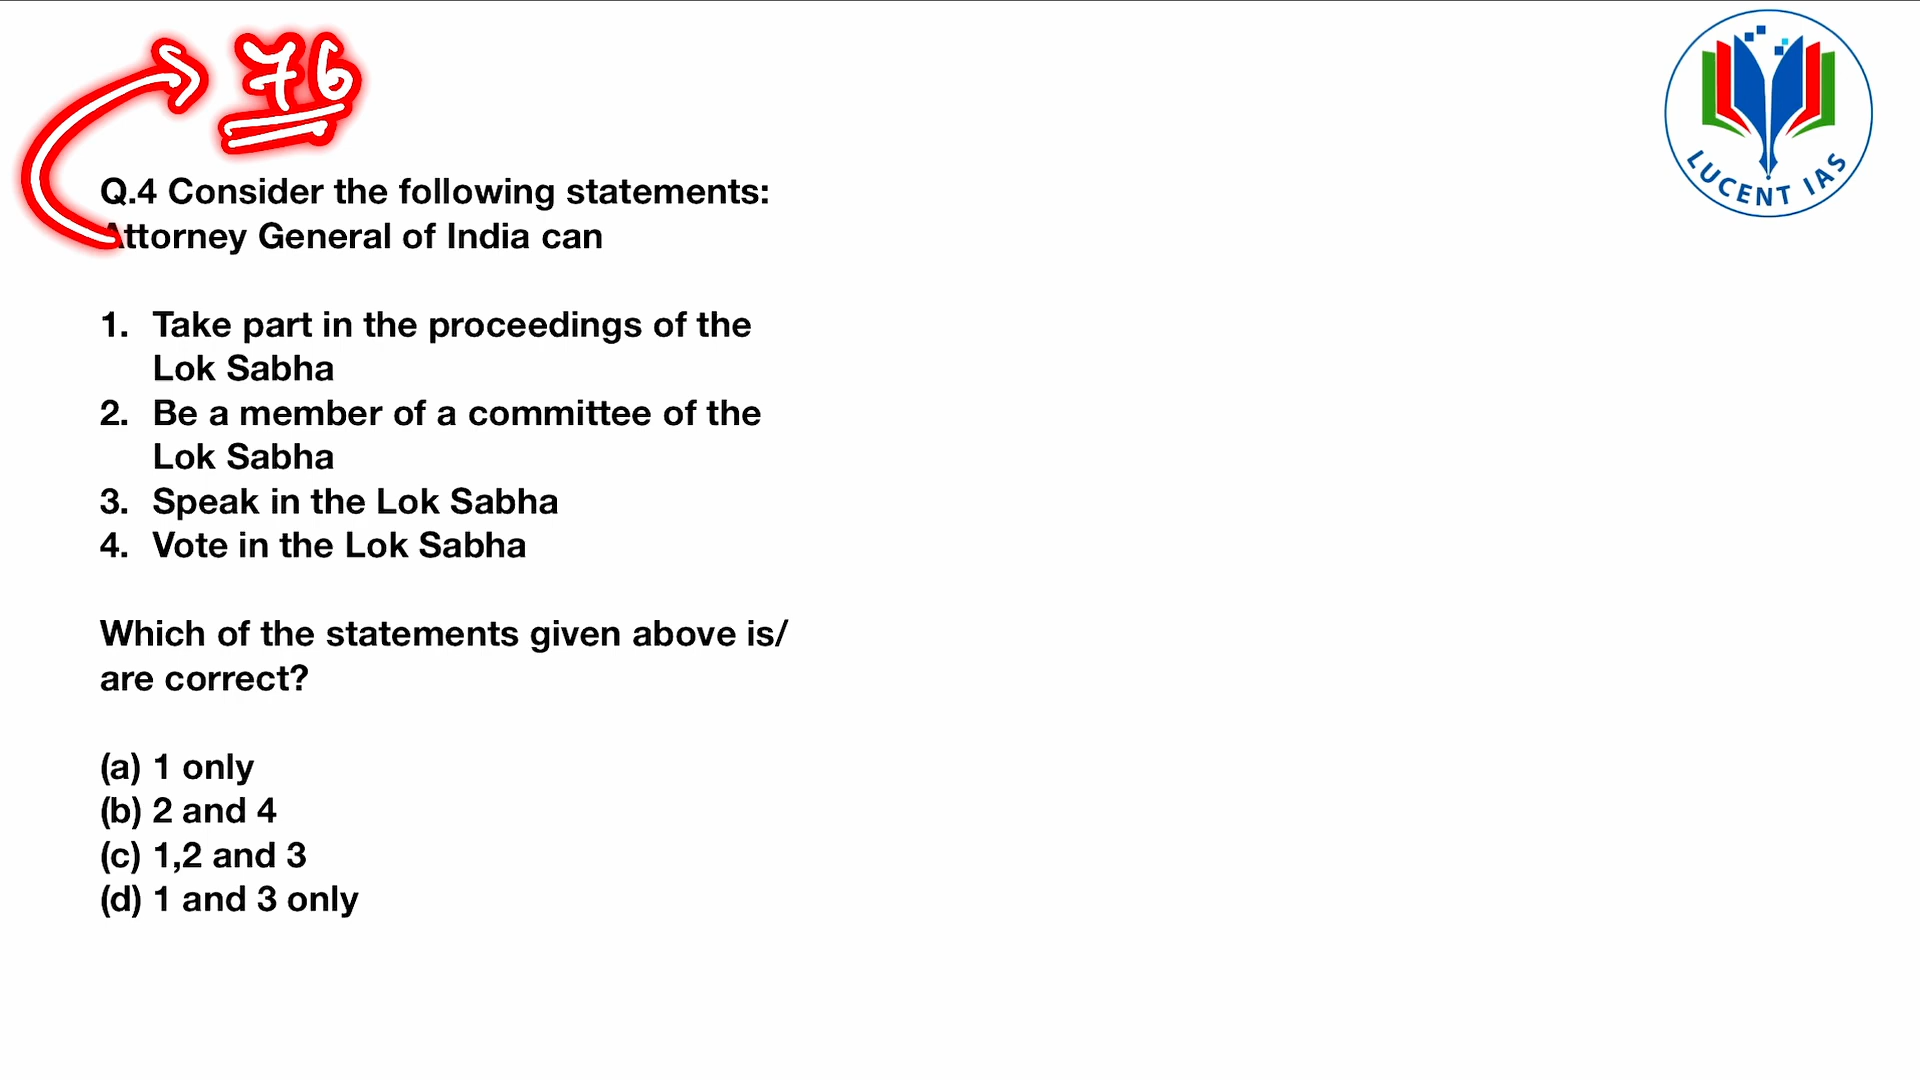 76
LUCENT IAS
Q.4 Consider the following statements:
Attorney General of India can
1. Take part in the proceedings of the
Lok Sabha
2. Be a member of a committee of the
Lok Sabha
3. Speak in the Lok Sabha
4. Vote in the Lok Sabha
Which of the statements given above is/
are correct?
(a) 1 only
(b) 2 and 4
(c) 1,2 and 3
(d) 1 and 3 only